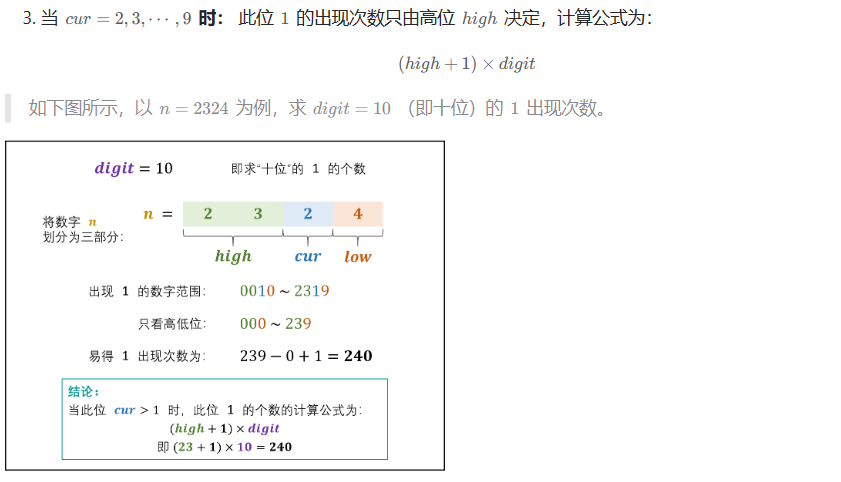 3. 当 cur = 2, 3, ⋯, 9 时： 此位 1 的出现次数只由高位 high 决定，计算公式为：
(high + 1) × digit
如下图所示，以 n = 2324 为例，求 digit = 10 （即十位）的 1 出现次数。
digit = 10 即求“十位”的 1 的个数
将数字 n
划分为三部分：
n = 2 3 2 4
high cur low
出现 1 的数字范围： 0010 ~ 2319
只看高低位： 000 ~ 239
易得 1 出现次数为： 239 − 0 + 1 = 240
结论：
当此位 cur > 1 时，此位 1 的个数的计算公式为：
(high + 1) × digit
即 (23 + 1) × 10 = 240